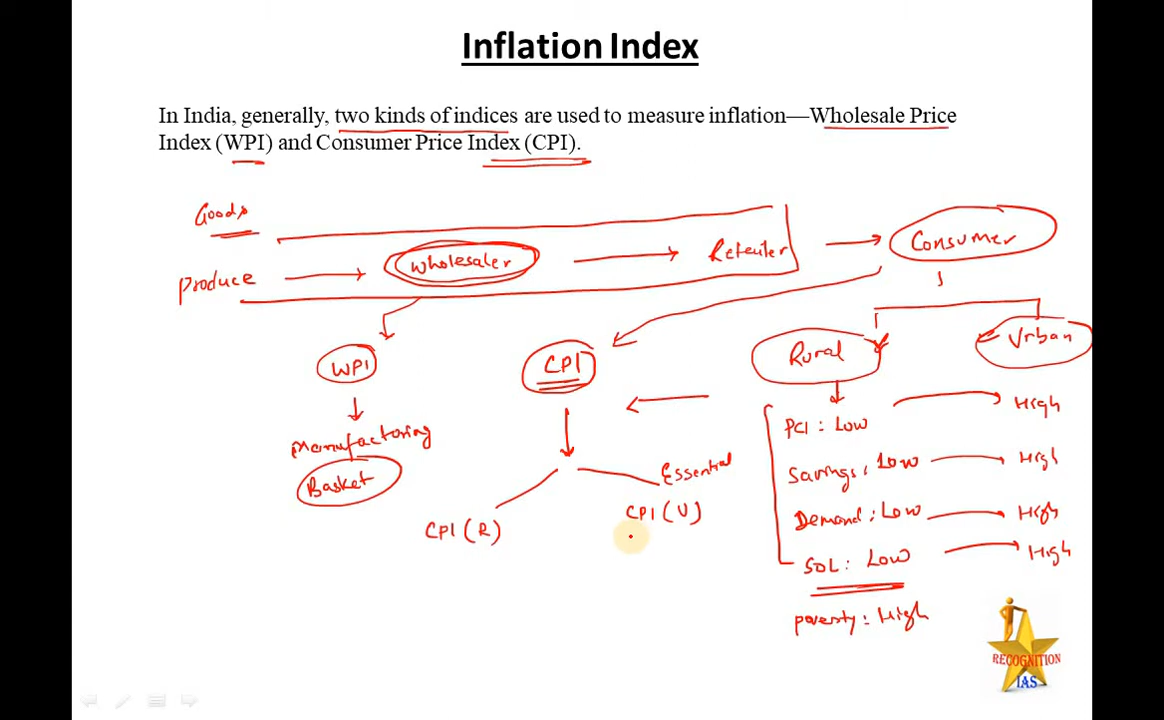 Inflation Index
In India, generally, two kinds of indices are used to measure inflation—Wholesale Price
Index (WPI) and Consumer Price Index (CPI).
Goods
Produce → Wholesaler → Retailer → Consumer
WPI
CPI
Rural
Urban
Manufactoring
Basket
Essential
CPI (R)
CPI (U)
PCI : Low → High
Savings : Low → High
Demand : Low → High
SOL : Low → High
Poverty : High
RECOGNITION
IAS